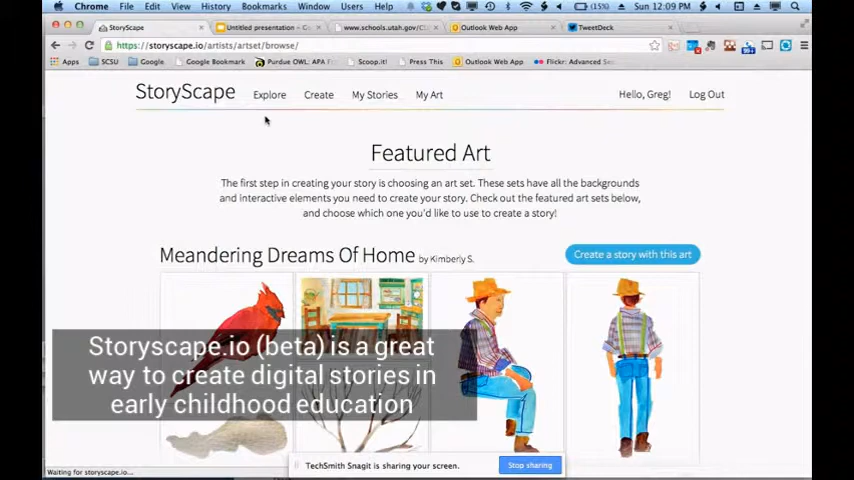 Chrome File Edit View History Bookmarks Window Users Help (15%) Sun 12:09 PM
StoryScape Untitled presentation - Goo www.schools.utah.gov/CU Outlook Web App TweetDeck
https://storyscape.io/artists/artset/browse/
Apps SCSU Google Google Bookmark Purdue OWL: APA F Scoop.it! Press This Outlook Web App Flickr: Advanced Sea
StoryScape Explore Create My Stories My Art Hello, Greg! Log Out
Featured Art
The first step in creating your story is choosing an art set. These sets have all the backgrounds
and interactive elements you need to create your story. Check out the featured art sets below,
and choose which one you'd like to use to create a story!
Meandering Dreams Of Home by Kimberly S. Create a story with this art
Storyscape.io (beta) is a great
way to create digital stories in
early childhood education
TechSmith Snagit is sharing your screen. Stop sharing
Waiting for storyscape.io...